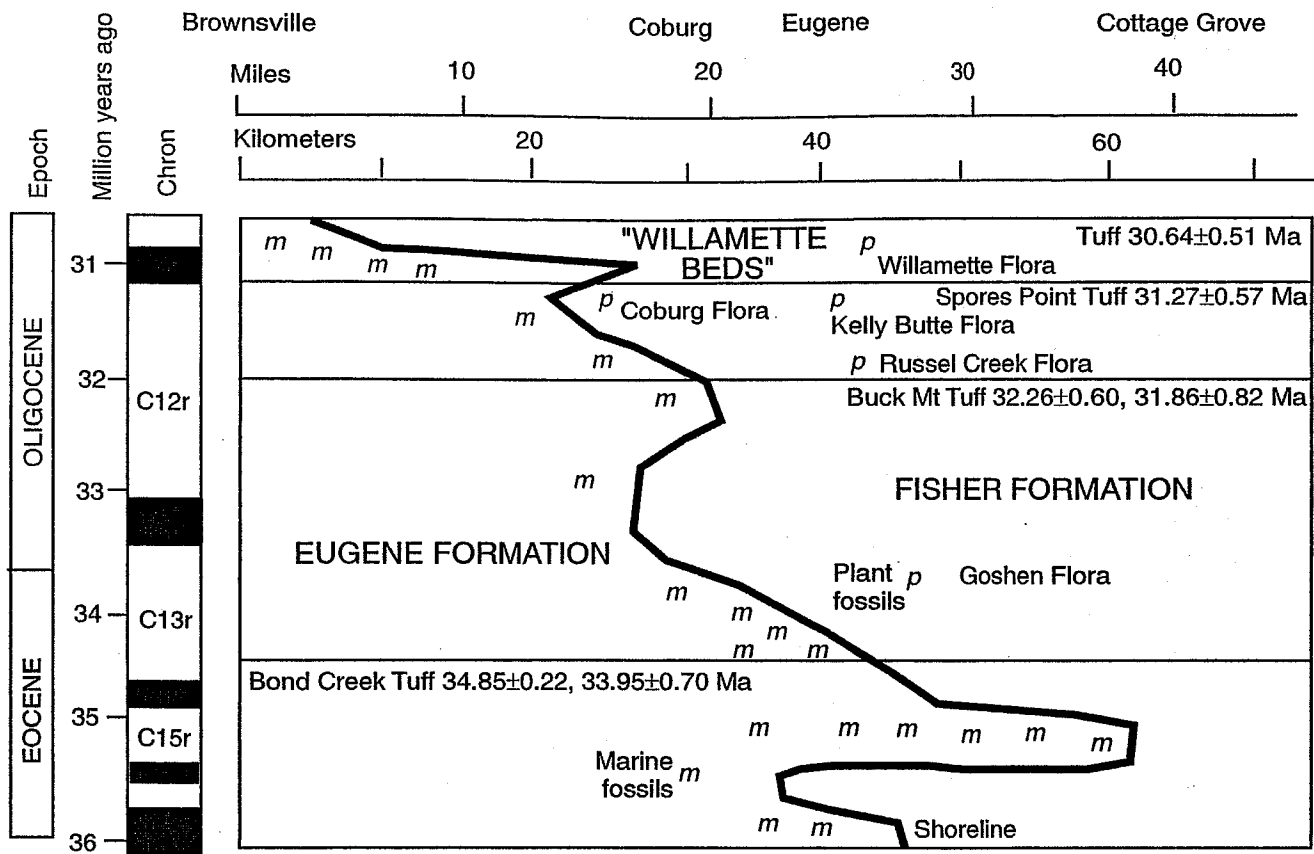 Brownsville Coburg Eugene Cottage Grove
Miles 10 20 30 40
Kilometers 20 40 60
Epoch
Million years ago
Chron
"WILLAMETTE
BEDS"
p
Tuff 30.64±0.51 Ma
Willamette Flora
m
m
m
m
31
p
Coburg Flora
p
Spores Point Tuff 31.27±0.57 Ma
Kelly Butte Flora
m
m
p Russel Creek Flora
32
C12r
Buck Mt Tuff 32.26±0.60, 31.86±0.82 Ma
m
OLIGOCENE
m
33
FISHER FORMATION
EUGENE FORMATION
Plant
fossils
p
Goshen Flora
m
m
m
m
m
34
C13r
Bond Creek Tuff 34.85±0.22, 33.95±0.70 Ma
EOCENE
35
C15r
m
m
m
m
m
m
Marine
fossils
m
m
m
Shoreline
36